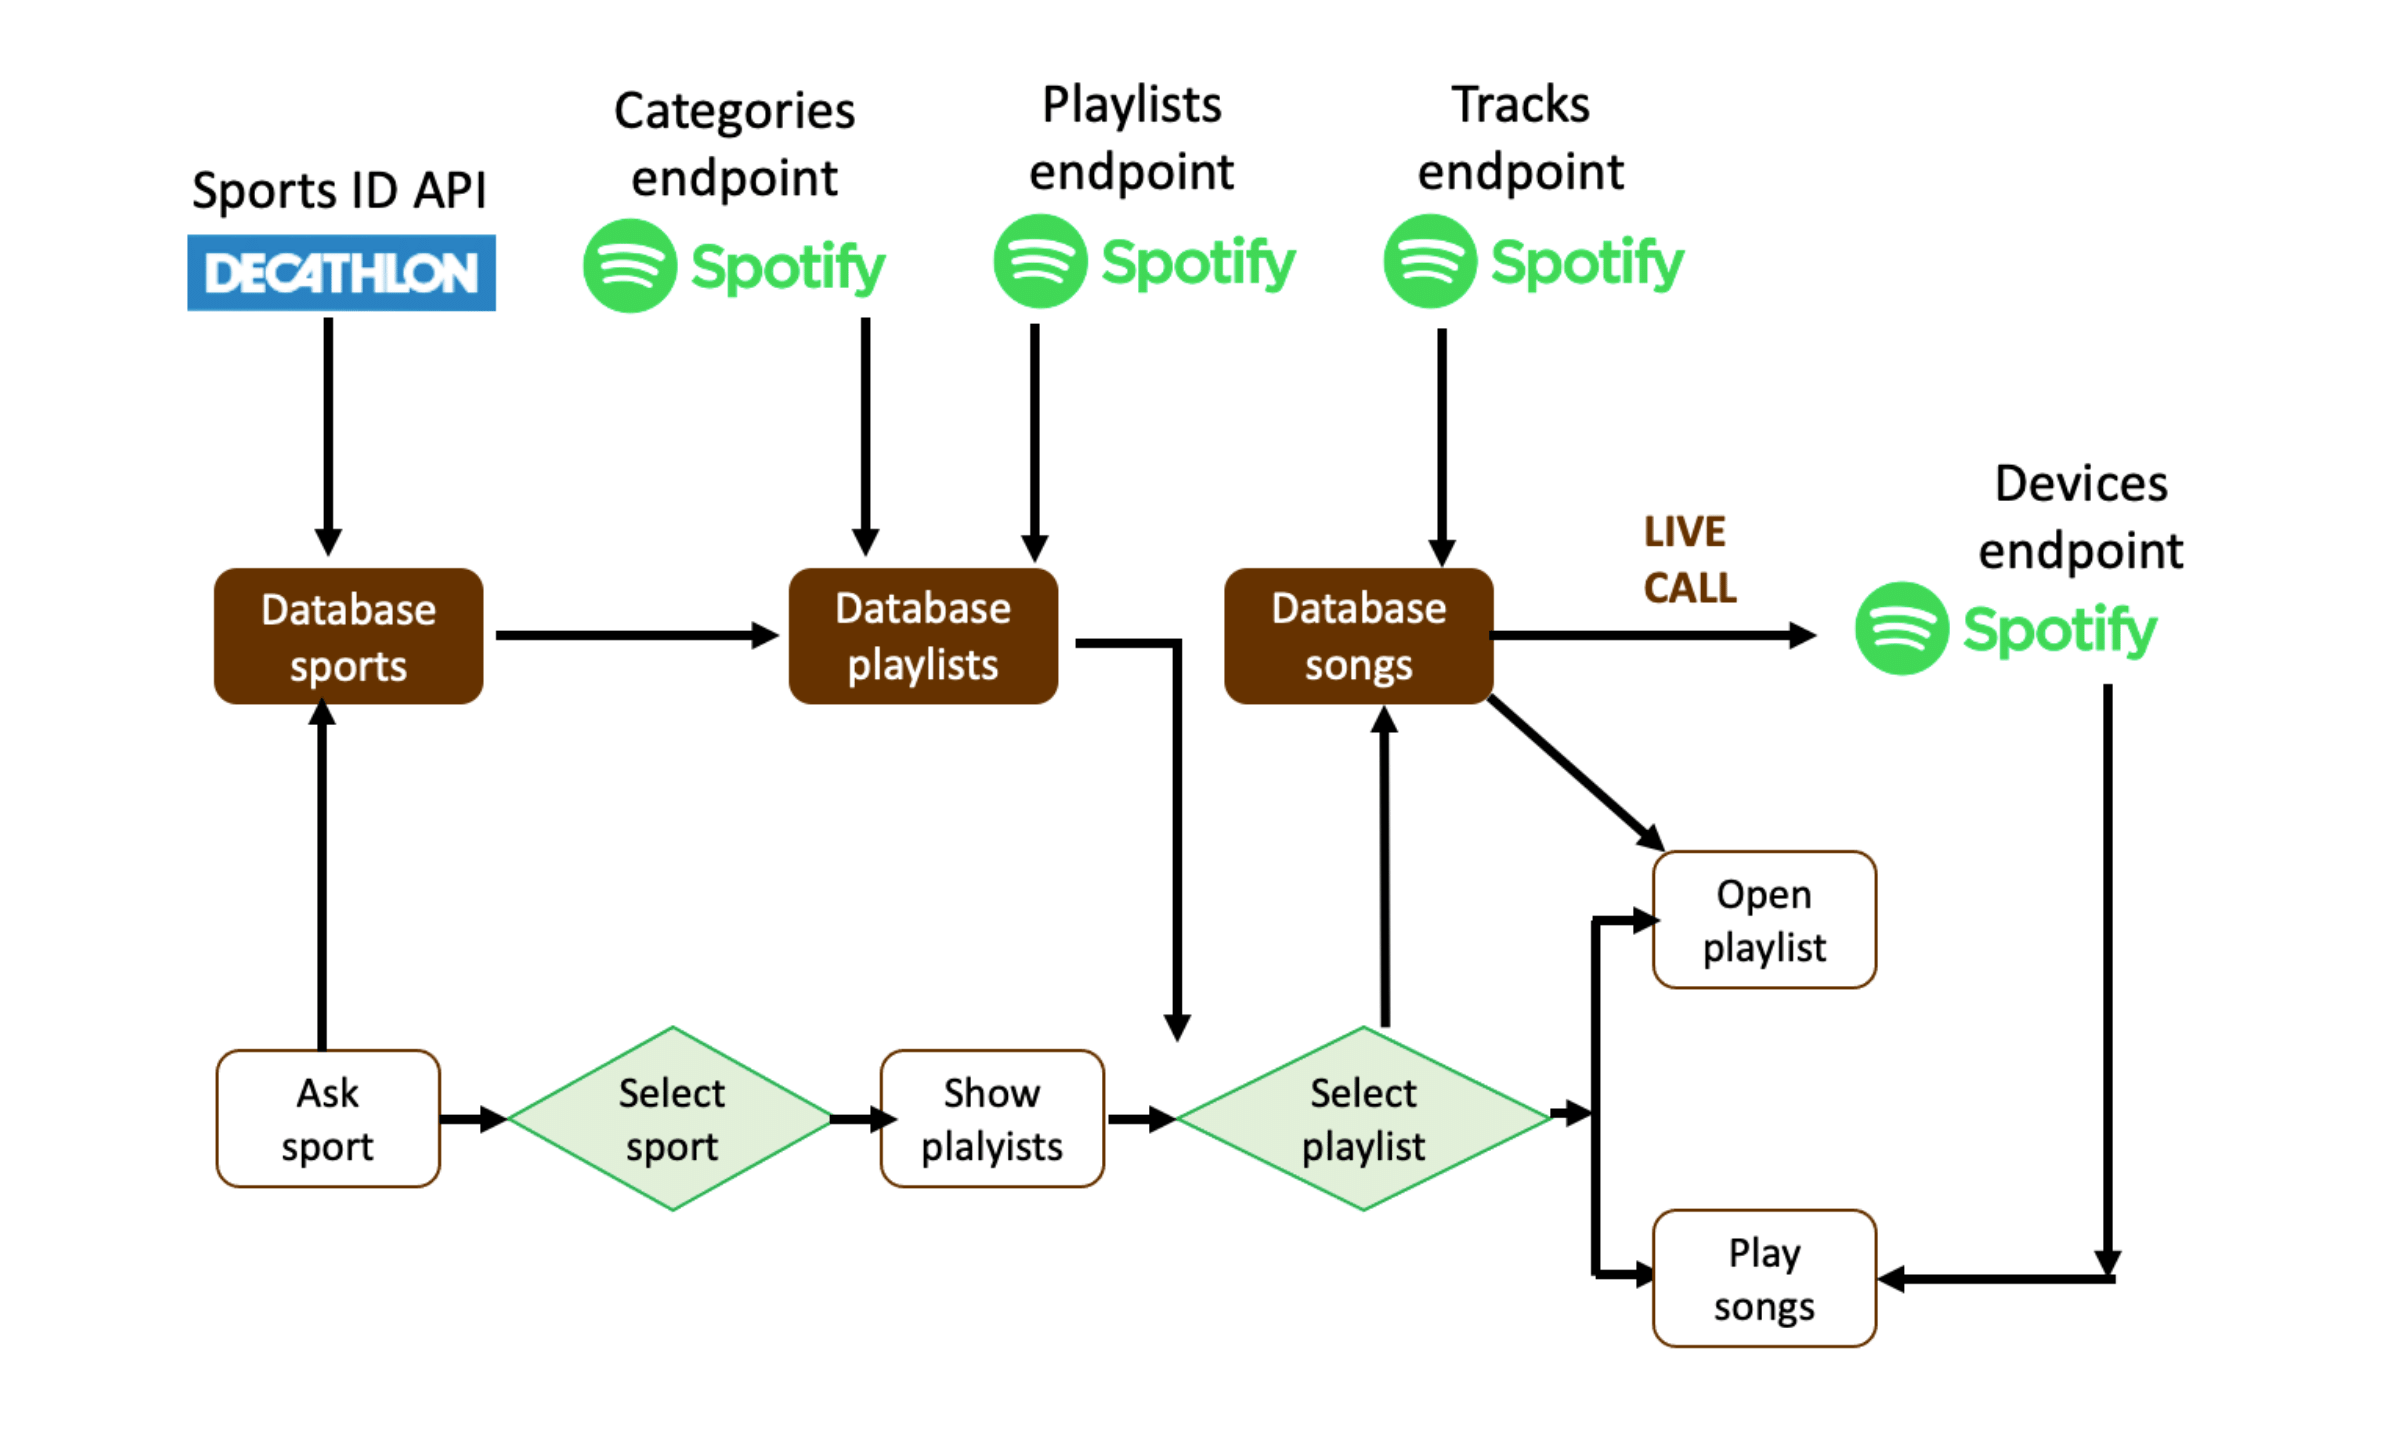 Categories
endpoint
Playlists
endpoint
Tracks
endpoint
Sports ID API
DECATHLON
Spotify
Spotify
Spotify
Devices
endpoint
LIVE
CALL
Spotify
Database
sports
Database
playlists
Database
songs
Open
playlist
Ask
sport
Select
sport
Show
plalyists
Select
playlist
Play
songs